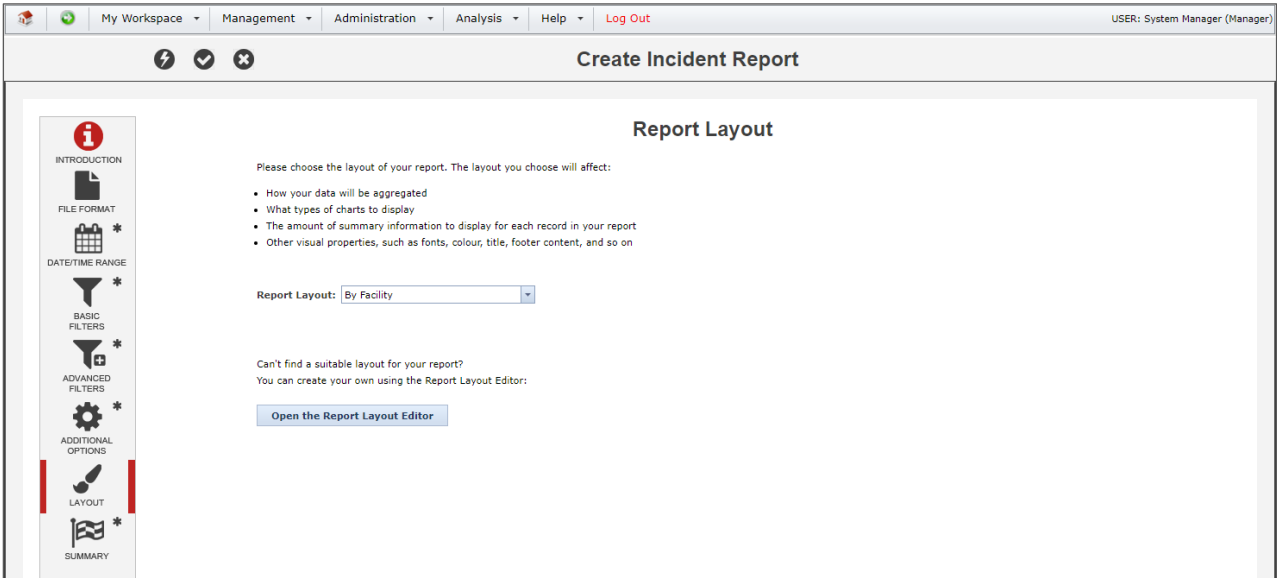 My Workspace Management Administration Analysis Help Log Out USER: System Manager (Manager)
Create Incident Report
INTRODUCTION
FILE FORMAT
*
DATE/TIME RANGE
*
BASIC
FILTERS
*
ADVANCED
FILTERS
*
ADDITIONAL
OPTIONS
LAYOUT
*
SUMMARY
Report Layout
Please choose the layout of your report. The layout you choose will affect:
• How your data will be aggregated
• What types of charts to display
• The amount of summary information to display for each record in your report
• Other visual properties, such as fonts, colour, title, footer content, and so on
Report Layout: By Facility
Can't find a suitable layout for your report?
You can create your own using the Report Layout Editor:
Open the Report Layout Editor